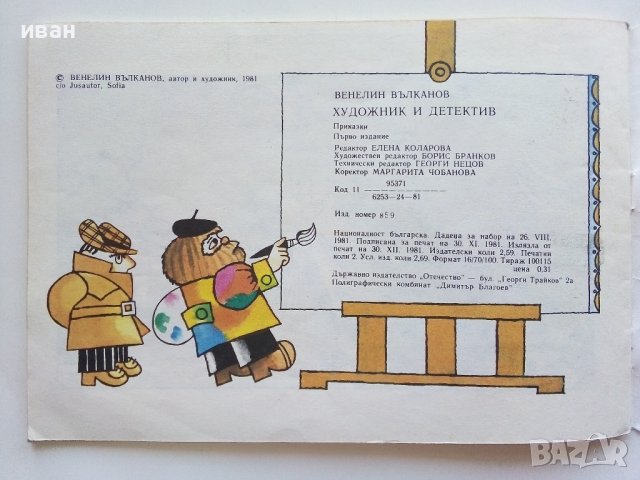 иван
© ВЕНЕЛИН ВЪЛКАНОВ, автор и художник, 1981
c/o Jusautor, Sofia
ВЕНЕЛИН ВЪЛКАНОВ
ХУДОЖНИК И ДЕТЕКТИВ
Приказки
Първо издание
Редактор ЕЛЕНА КОЛАРОВА
Художествен редактор БОРИС БРАНКОВ
Технически редактор ГЕОРГИ НЕЦОВ
Коректор МАРГАРИТА ЧОБАНОВА
95371
Код 11 —————————
6253—24—81
Изд. номер 859
Националност българска. Дадена за набор на 26. VIII.
1981. Подписана за печат на 30. XI. 1981. Излязла от
печат на 30. XII. 1981. Издателски коли 2,59. Печатни
коли 2. Усл. изд. коли 2,69. Формат 16/70/100. Тираж 100115
цена 0,31
Държавно издателство „Отечество" — бул. „Георги Трайков" 2а
Полиграфически комбинат „Димитър Благоев"
BAZAR